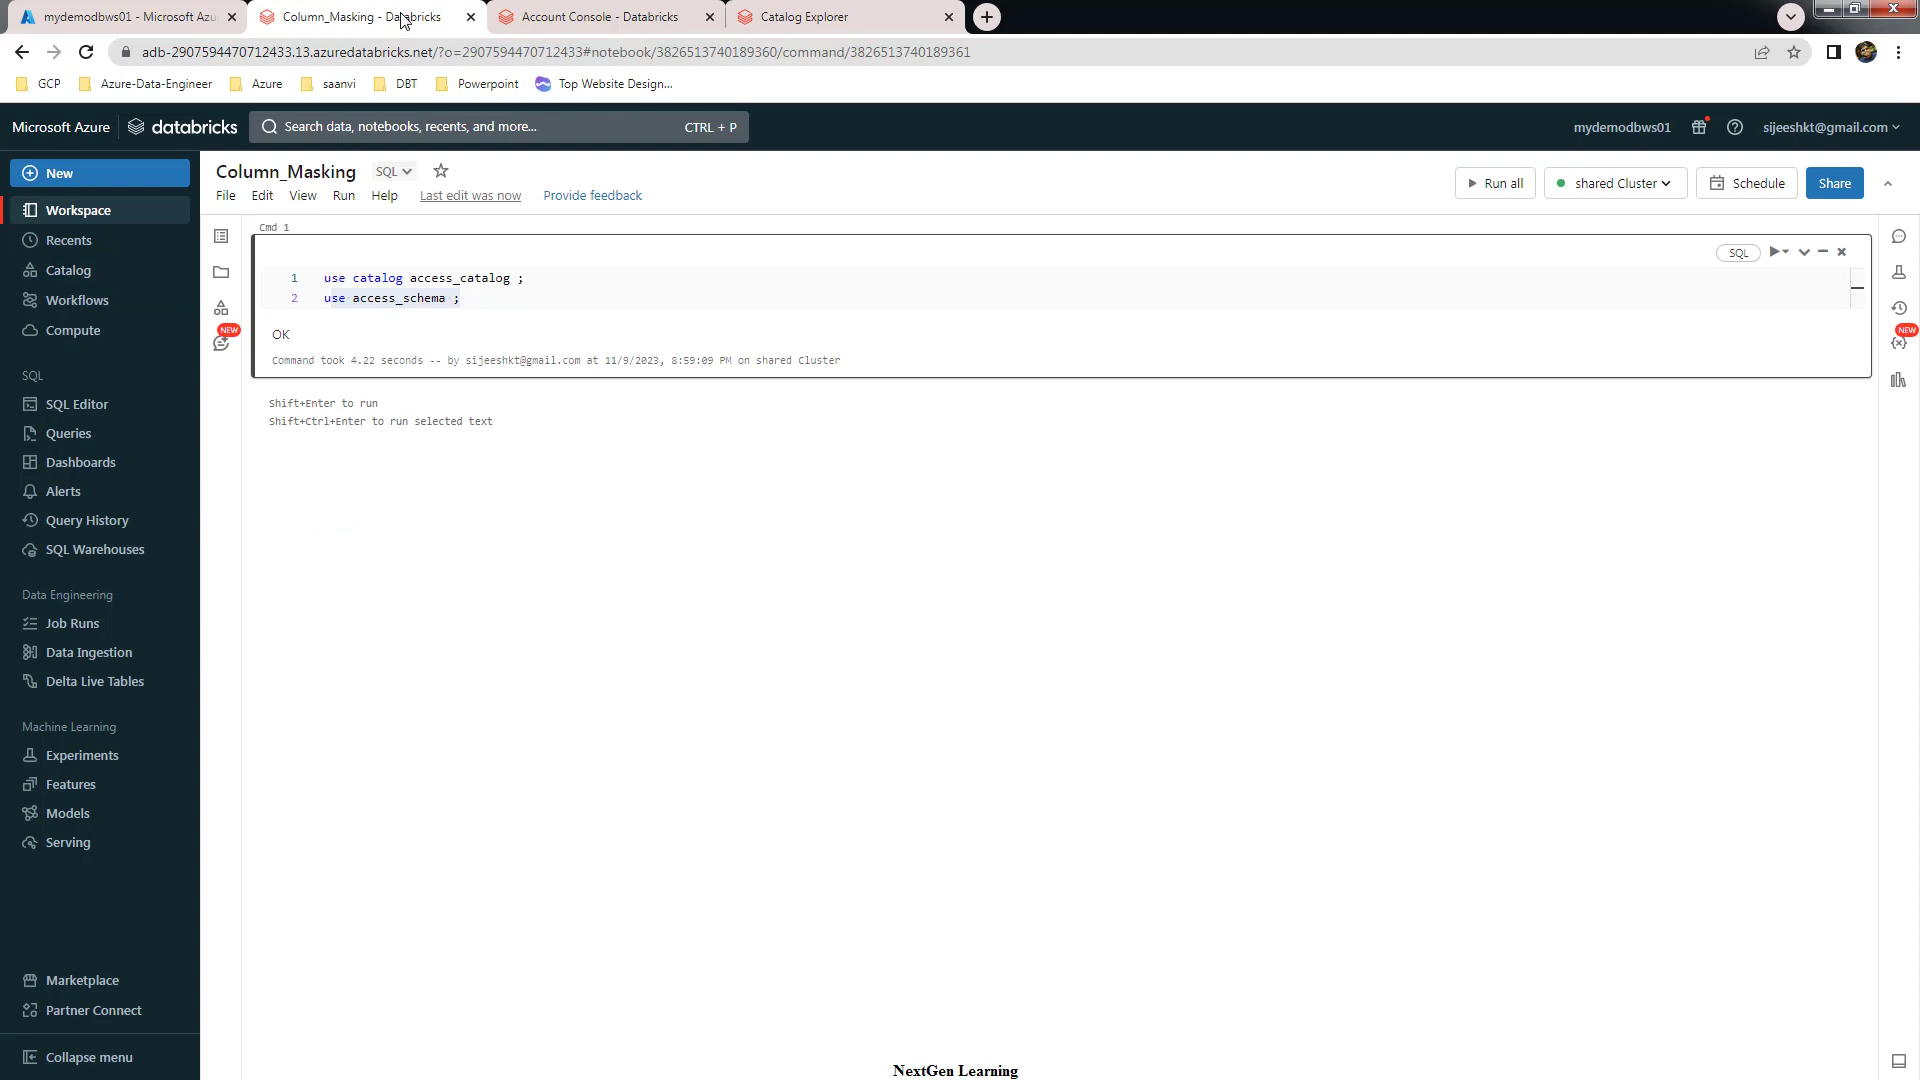 mydemodbws01 - Microsoft Azu
Column_Masking - Databricks
Account Console - Databricks
Catalog Explorer
adb-2907594470712433.13.azuredatabricks.net/?o=2907594470712433#notebook/3826513740189360/command/3826513740189361
GCP
Azure-Data-Engineer
Azure
saanvi
DBT
Powerpoint
Top Website Design...
Microsoft Azure
databricks
Search data, notebooks, recents, and more...
CTRL + P
mydemodbws01
sijeeshkt@gmail.com
New
Workspace
Recents
Catalog
Workflows
Compute
SQL
SQL Editor
Queries
Dashboards
Alerts
Query History
SQL Warehouses
Data Engineering
Job Runs
Data Ingestion
Delta Live Tables
Machine Learning
Experiments
Features
Models
Serving
Marketplace
Partner Connect
Collapse menu
Column_Masking
SQL
File
Edit
View
Run
Help
Last edit was now
Provide feedback
Run all
shared Cluster
Schedule
Share
NEW
Cmd 1
SQL
1 use catalog access_catalog ;
2 use access_schema ;
OK
Command took 4.22 seconds -- by sijeeshkt@gmail.com at 11/9/2023, 8:59:09 PM on shared Cluster
Shift+Enter to run
Shift+Ctrl+Enter to run selected text
NEW
NextGen Learning